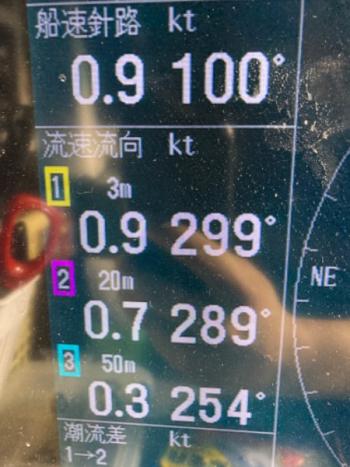 船速針路 kt
0.9 100°
流速流向 kt
1 3m
0.9 299°
NE
2 20m
0.7 289°
3 50m
0.3 254°
潮流差 kt
1→2